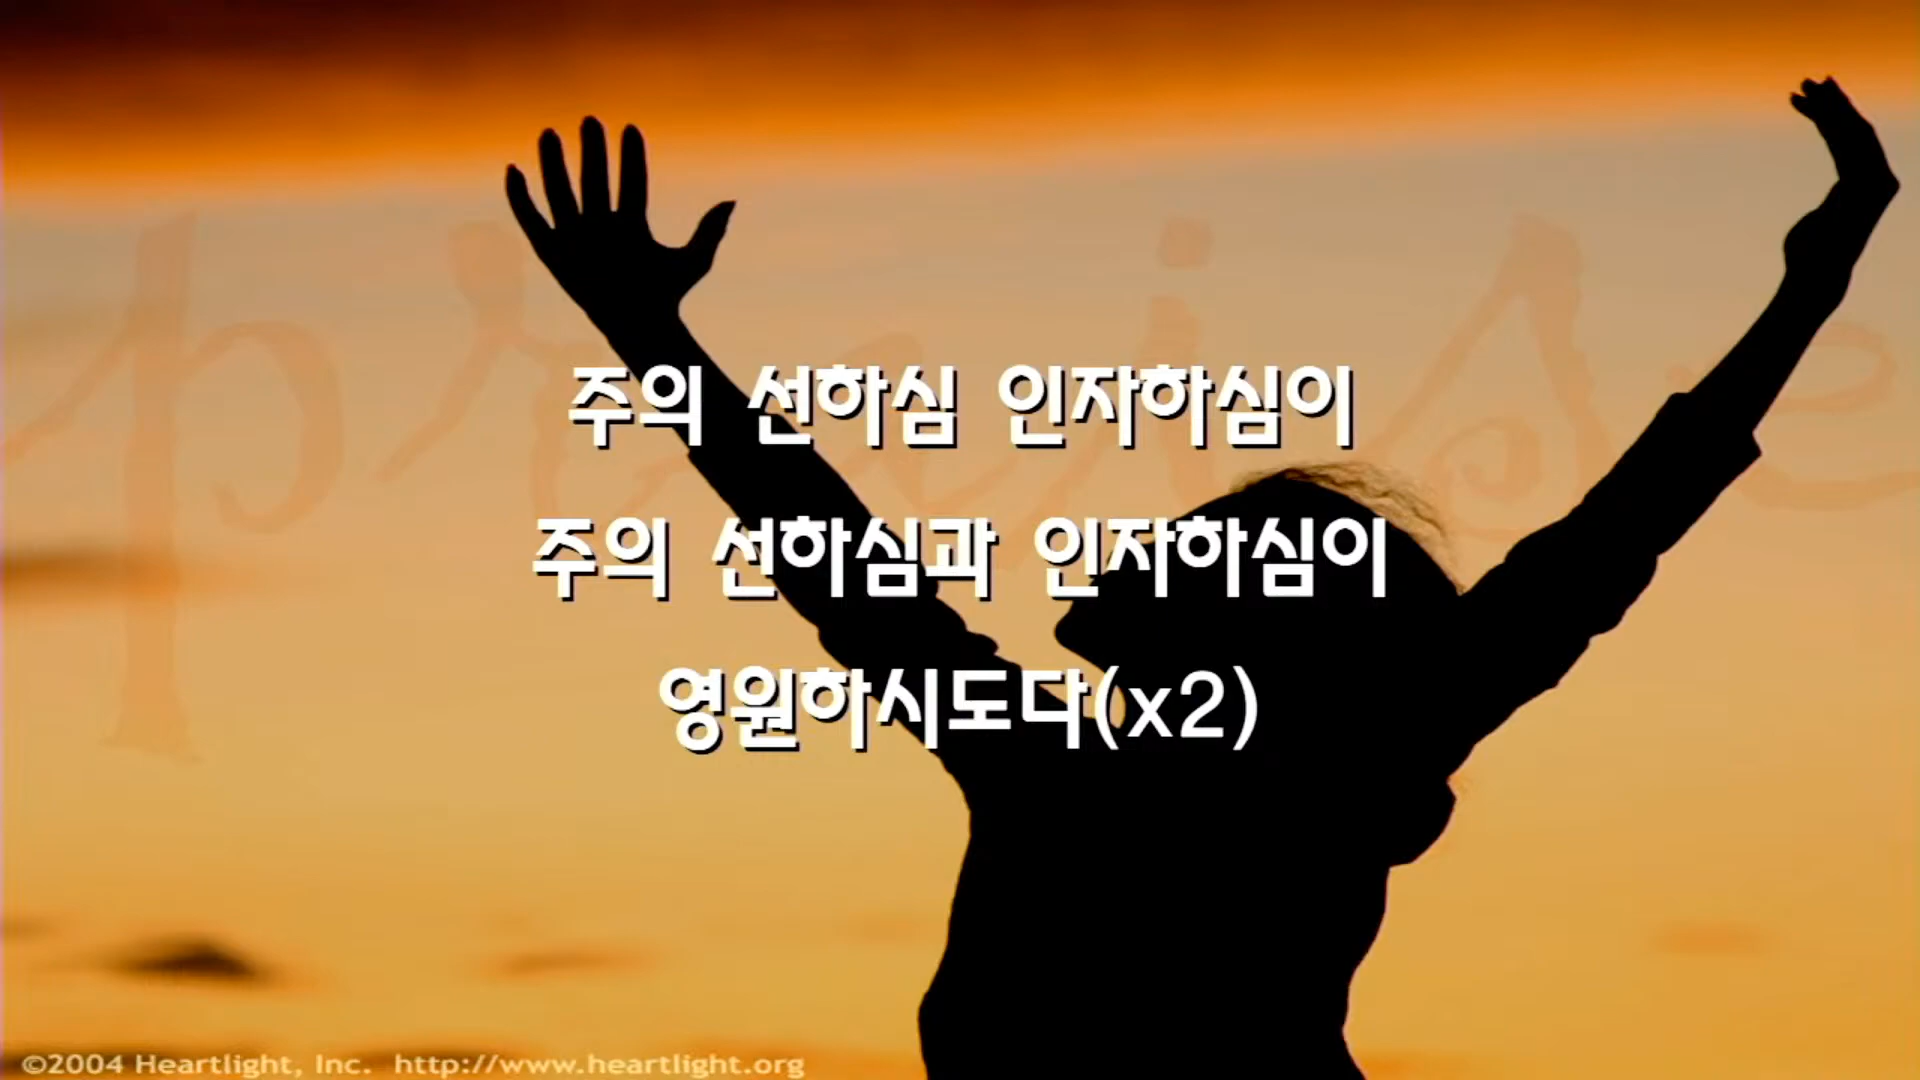 praise
주의 선하심 인자하심이
주의 선하심과 인자하심이
영원하시도다(x2)
©2004 Heartlight, Inc. http://www.heartlight.org